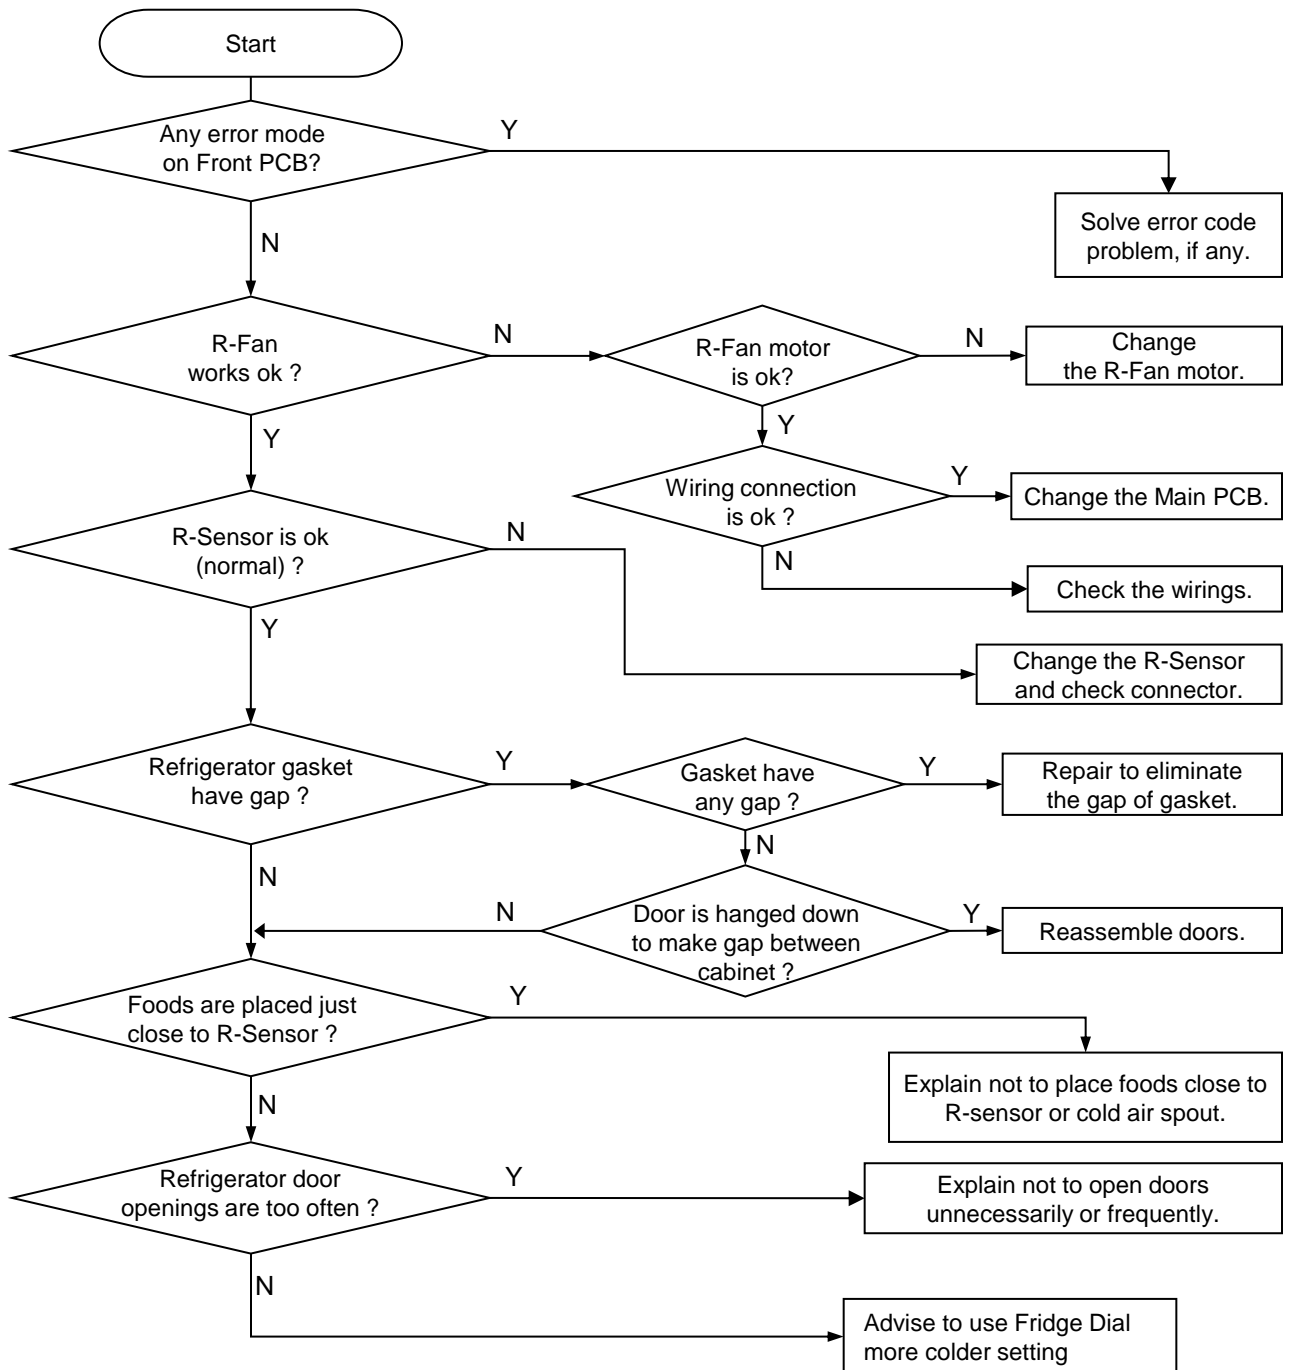 Start
Any error mode
on Front PCB?
Y
Solve error code
problem, if any.
N
R-Fan
works ok ?
N
R-Fan motor
is ok?
N
Change
the R-Fan motor.
Y
Y
Wiring connection
is ok ?
Y
Change the Main PCB.
N
Check the wirings.
R-Sensor is ok
(normal) ?
N
Change the R-Sensor
and check connector.
Y
Refrigerator gasket
have gap ?
Y
Gasket have
any gap ?
Y
Repair to eliminate
the gap of gasket.
N
N
Door is hanged down
to make gap between
cabinet ?
N
Y
Reassemble doors.
Foods are placed just
close to R-Sensor ?
Y
Explain not to place foods close to
R-sensor or cold air spout.
N
Refrigerator door
openings are too often ?
Y
Explain not to open doors
unnecessarily or frequently.
N
Advise to use Fridge Dial
more colder setting